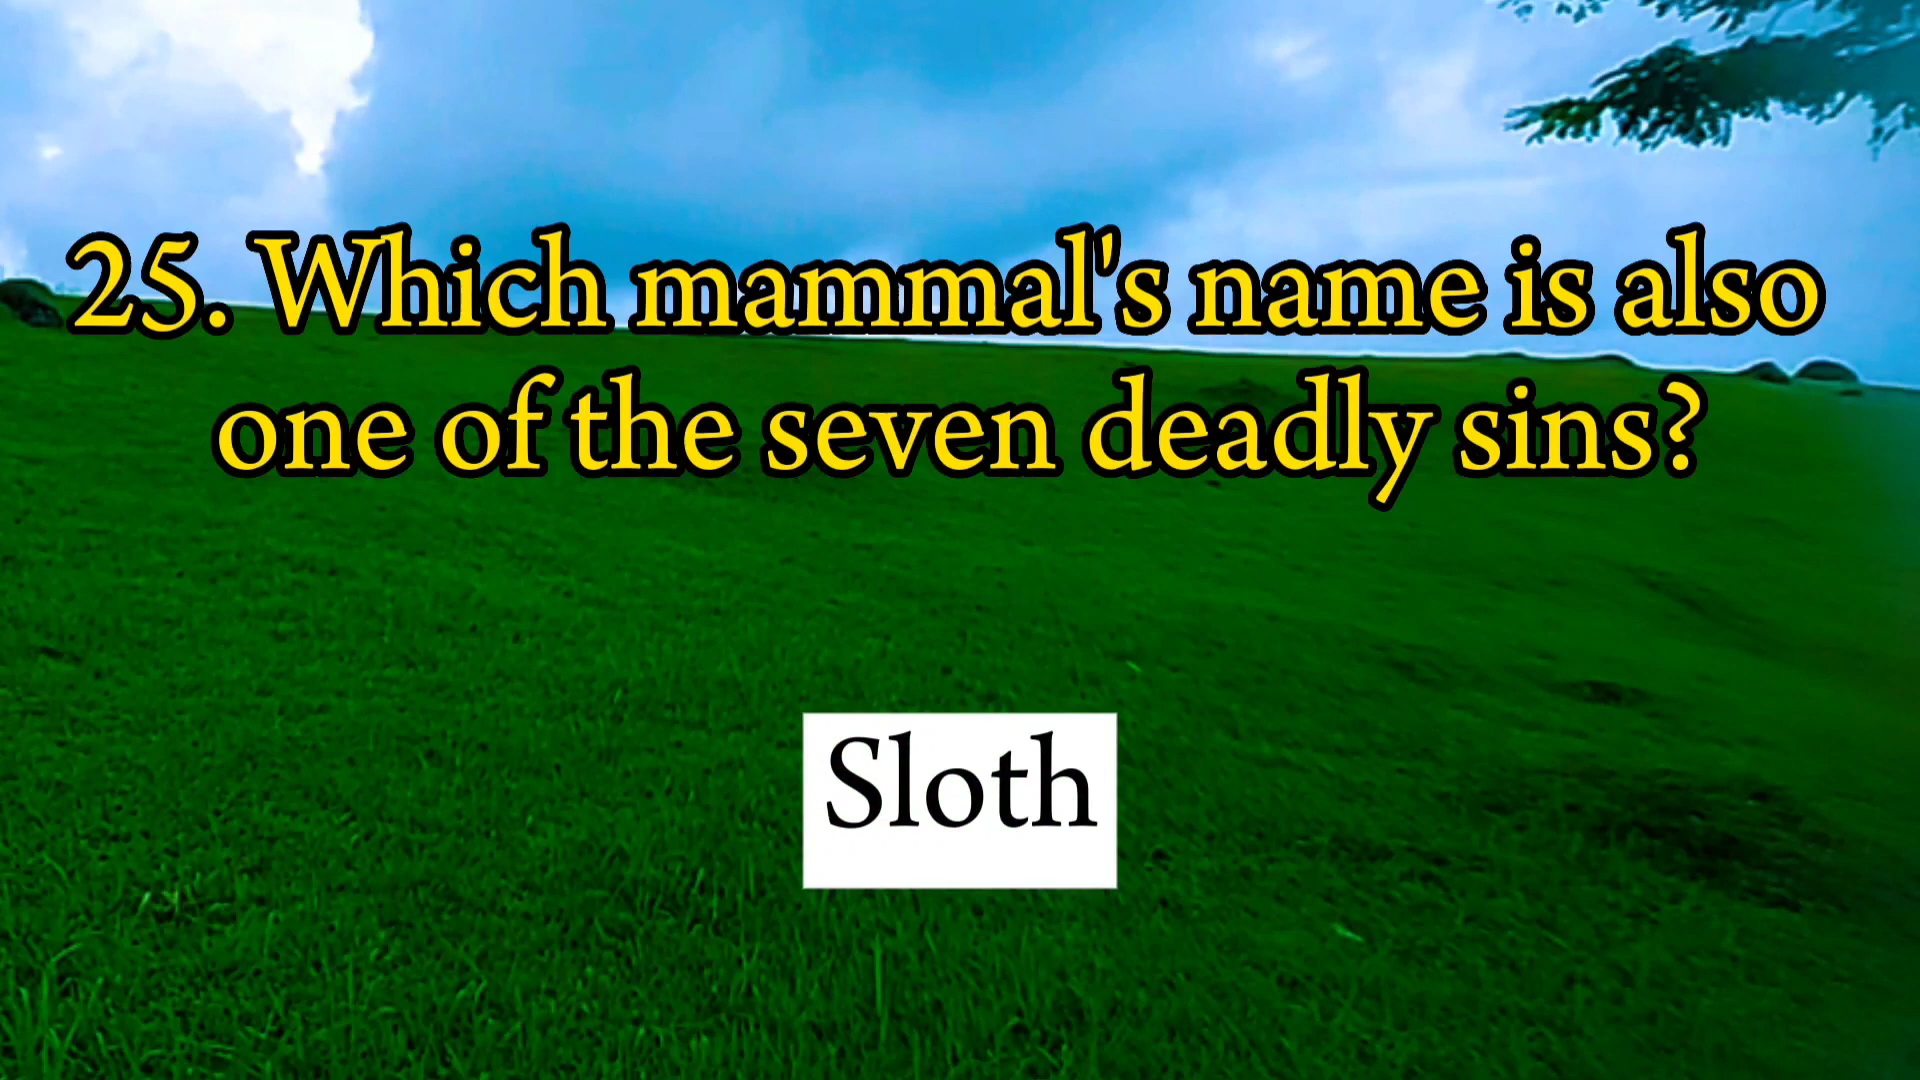 25. Which mammal's name is also
one of the seven deadly sins?
Sloth